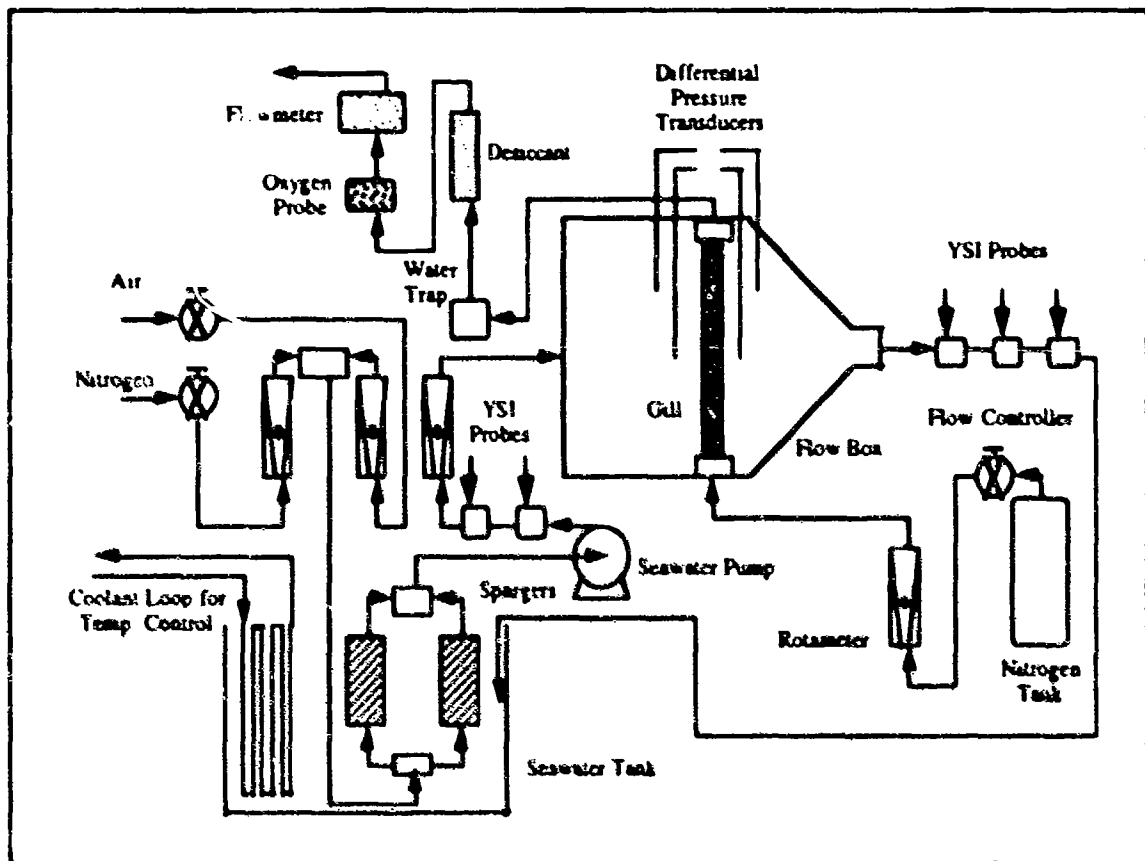 Differential
Pressure
Transducers
Oxygen
Probe
Water
Trap
YSI Probes
Air
Nitrogen
YSI
Probes
Gill
Flow Box
Flow Controller
Seawater Pump
Spargers
Coolant Loop for
Temp Control
Rotameter
Nitrogen
Tank
Seawater Tank